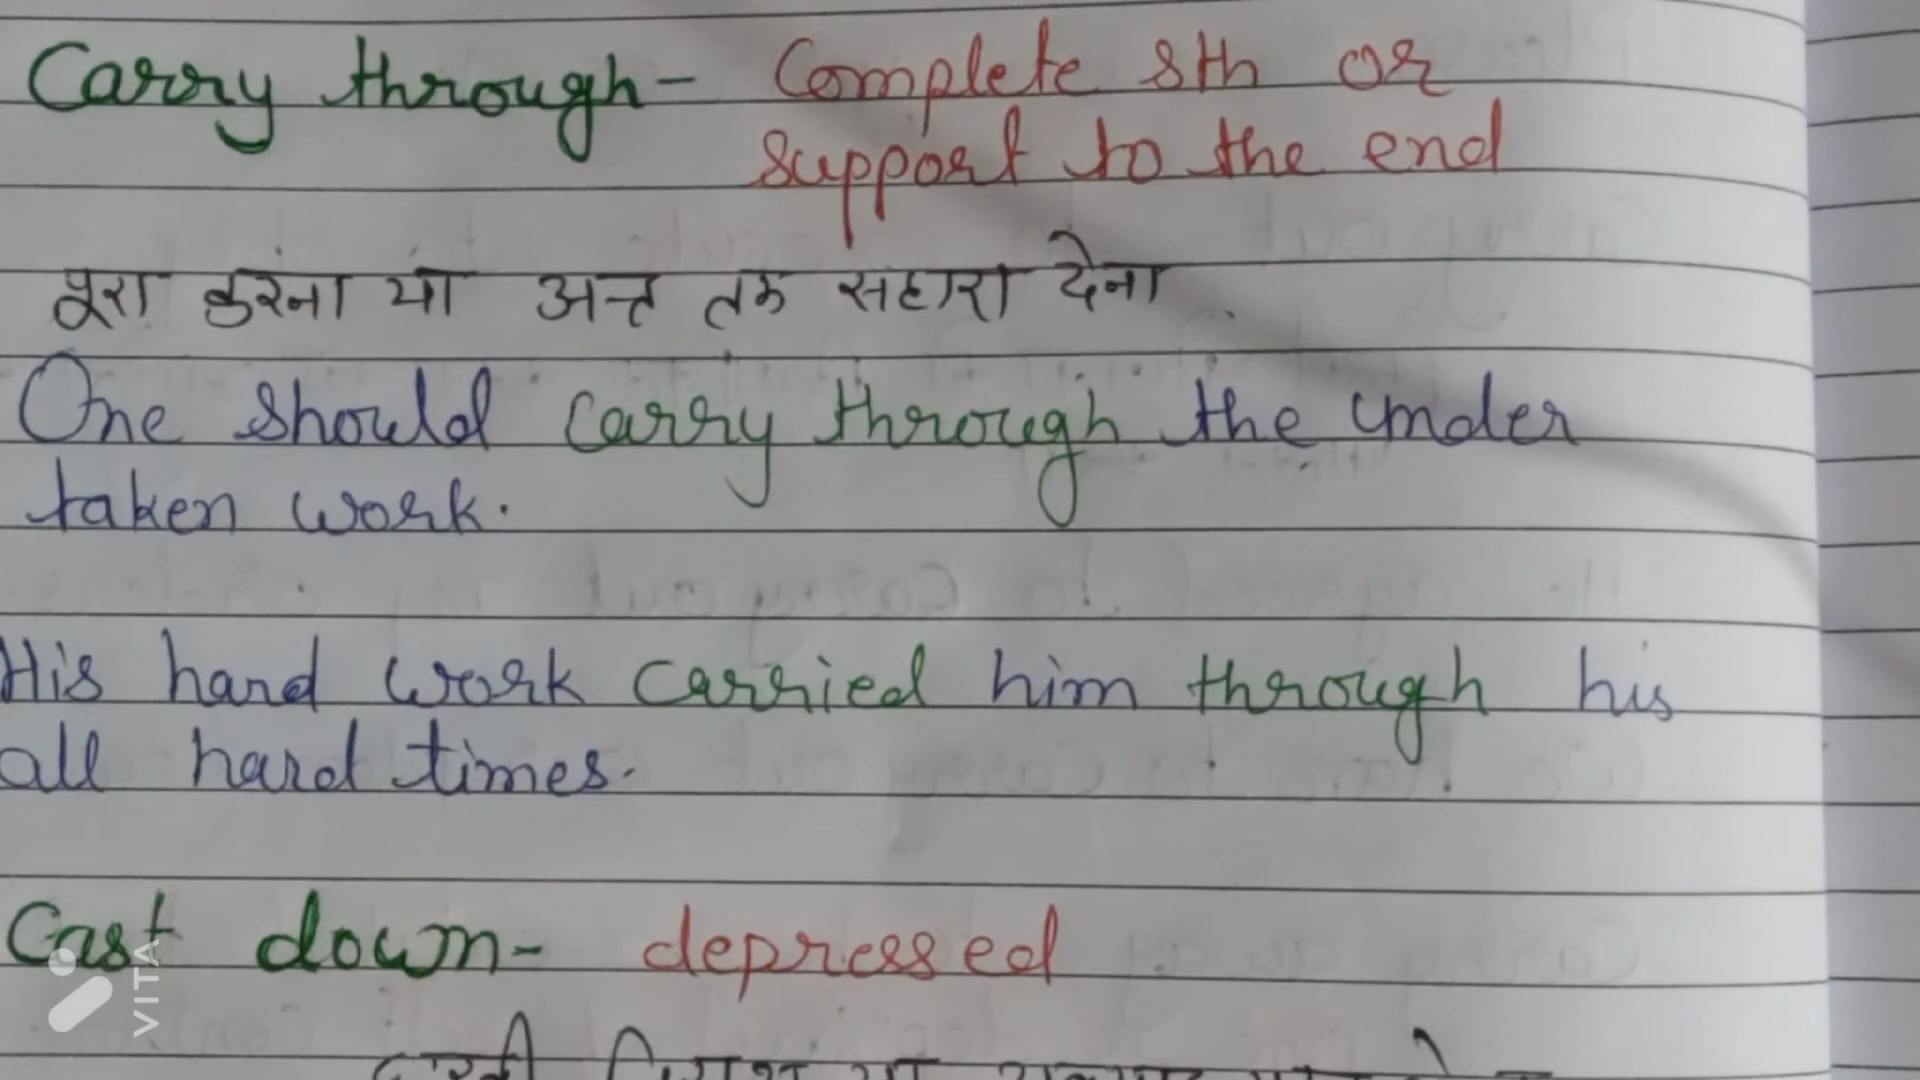 Carry through- Complete sth or
support to the end
पूरा करना या अन्त तक सहारा देना.
One should carry through the under
taken work.
His hard work carried him through his
all hard times.
Cast down- depressed
VITA